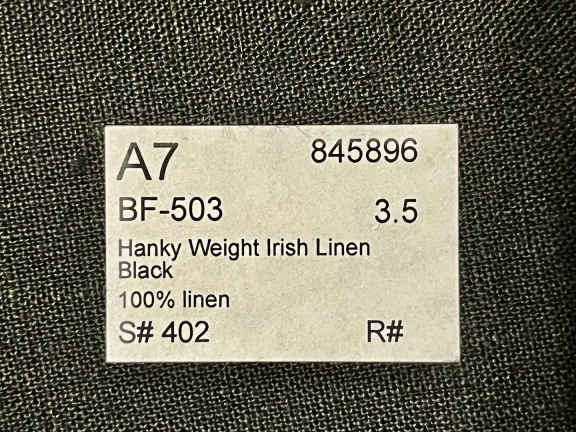 A7 845896
BF-503 3.5
Hanky Weight Irish Linen
Black
100% linen
S# 402 R#